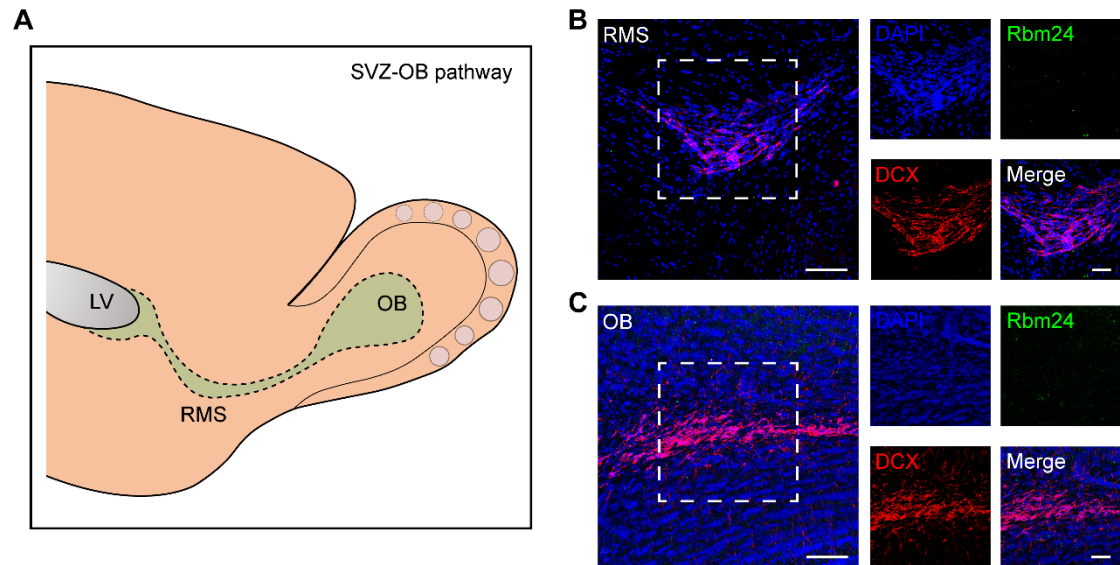 A
SVZ-OB pathway
LV
OB
RMS
B
RMS
DAPI
Rbm24
DCX
Merge
C
OB
DAPI
Rbm24
DCX
Merge